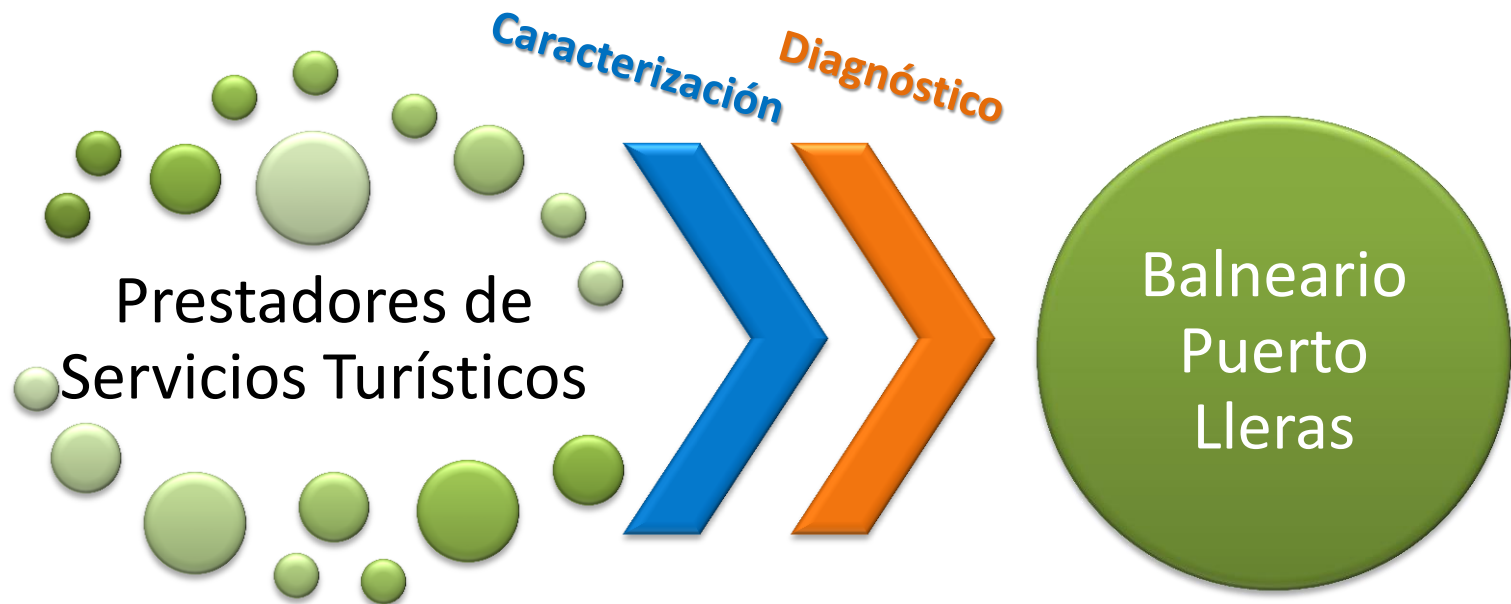 Caracterización
Diagnóstico
Prestadores de
Servicios Turísticos
Balneario
Puerto
Lleras